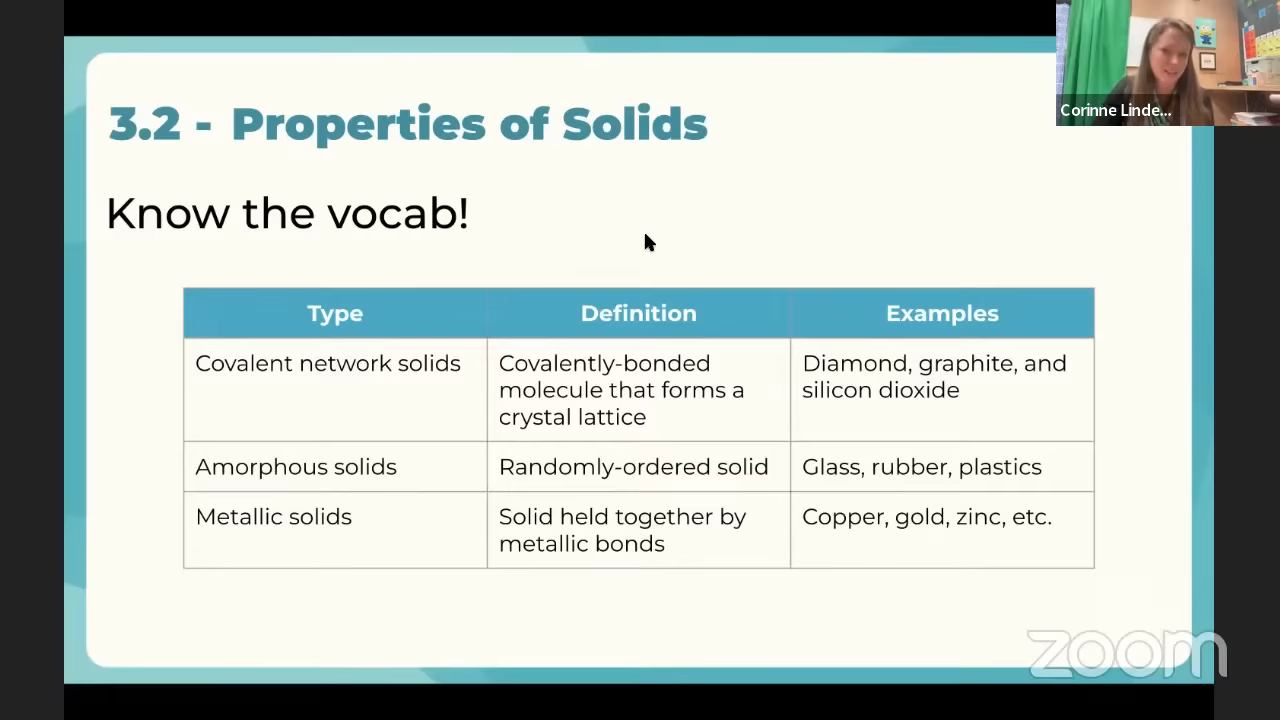 3.2 - Properties of Solids
Corinne Linde...
Know the vocab!
Type Definition Examples
Covalent network solids
Covalently-bonded
molecule that forms a
crystal lattice
Diamond, graphite, and
silicon dioxide
Amorphous solids
Randomly-ordered solid
Glass, rubber, plastics
Metallic solids
Solid held together by
metallic bonds
Copper, gold, zinc, etc.
zoom